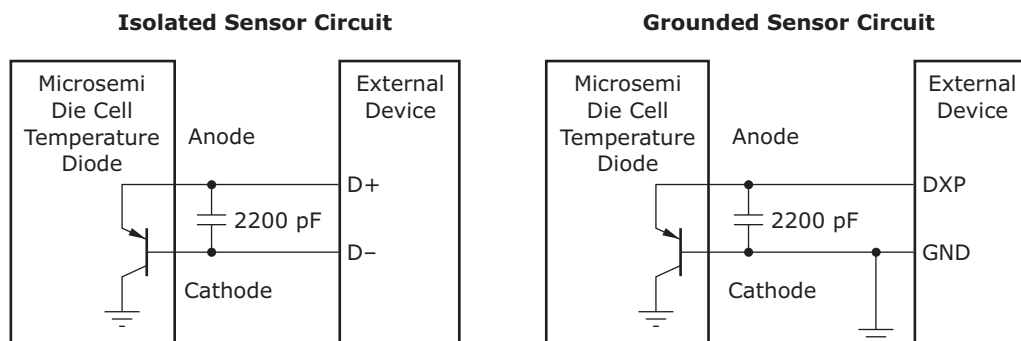 Isolated Sensor Circuit
Microsemi
Die Cell
Temperature
Diode
Anode
External
Device
D+
2200 pF
D–
Cathode
Grounded Sensor Circuit
Microsemi
Die Cell
Temperature
Diode
Anode
External
Device
DXP
2200 pF
GND
Cathode